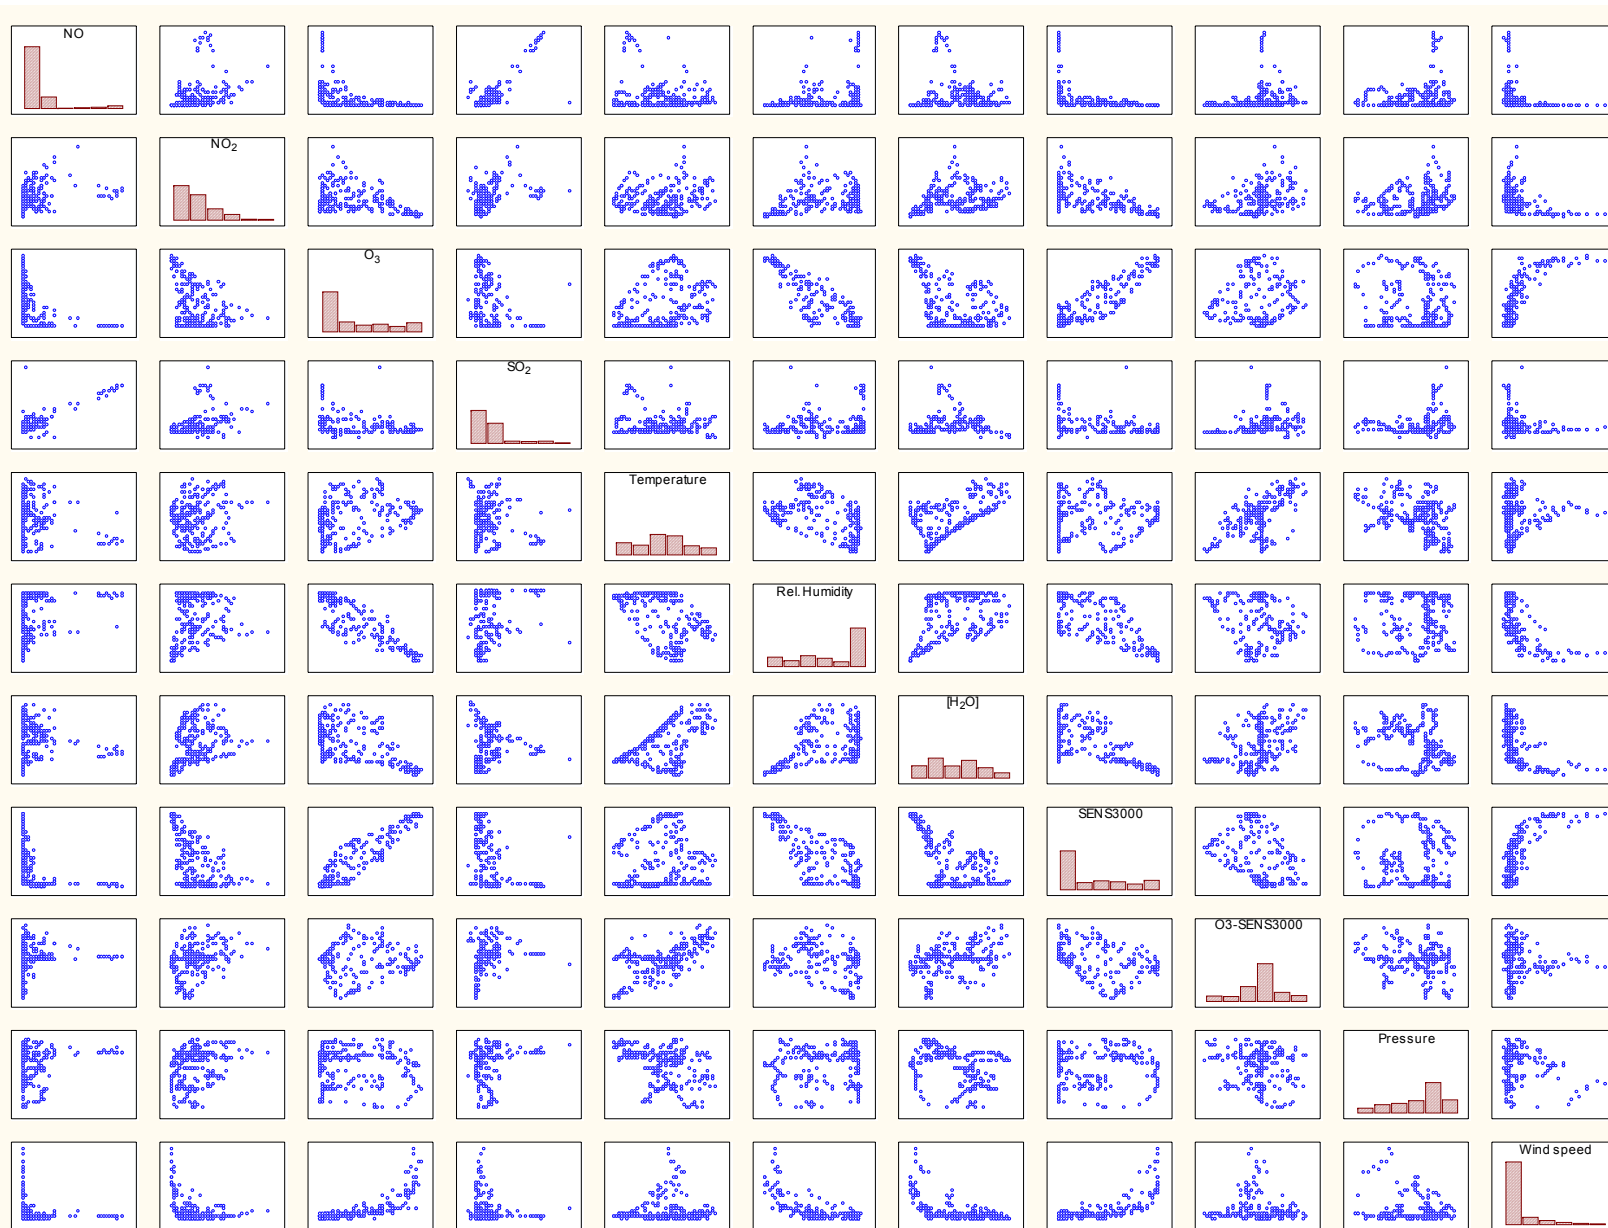 NO
NO₂
O₃
SO₂
Temperature
Rel. Humidity
[H₂O]
SENS3000
O3-SENS3000
Pressure
Wind speed